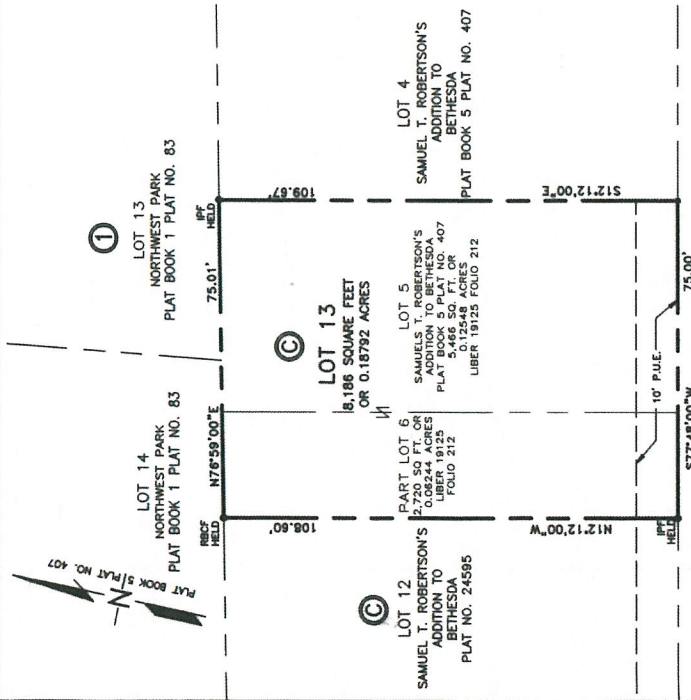 ①
LOT 13
NORTHWEST PARK
PLAT BOOK 1 PLAT NO. 83
LOT 14
NORTHWEST PARK
PLAT BOOK 1 PLAT NO. 83
PLAT BOOK 5 PLAT NO. 407
N
RBCF
HELD
N76°59'00"E
75.01'
IPF
HELD
108.60'
109.67'
Ⓒ
LOT 13
8,186 SQUARE FEET
OR 0.18792 ACRES
LOT 4
SAMUEL T. ROBERTSON'S
ADDITION TO
BETHESDA
PLAT BOOK 5 PLAT NO. 407
LOT 5
SAMUELS T. ROBERTSON'S
ADDITION TO BETHESDA
PLAT BOOK 5 PLAT NO. 407
5,466 SQ. FT. OR
0.12548 ACRES
LIBER 19125 FOLIO 212
PART LOT 6
2,720 SQ FT. OR
0.06244 ACRES
LIBER 19125
FOLIO 212
Ⓒ
LOT 12
SAMUEL T. ROBERTSON'S
ADDITION TO
BETHESDA
PLAT NO. 24595
N12°12'00"W
S12°12'00"E
10' P.U.E.
IPF
HELD
S77°48'00"W
75.00'